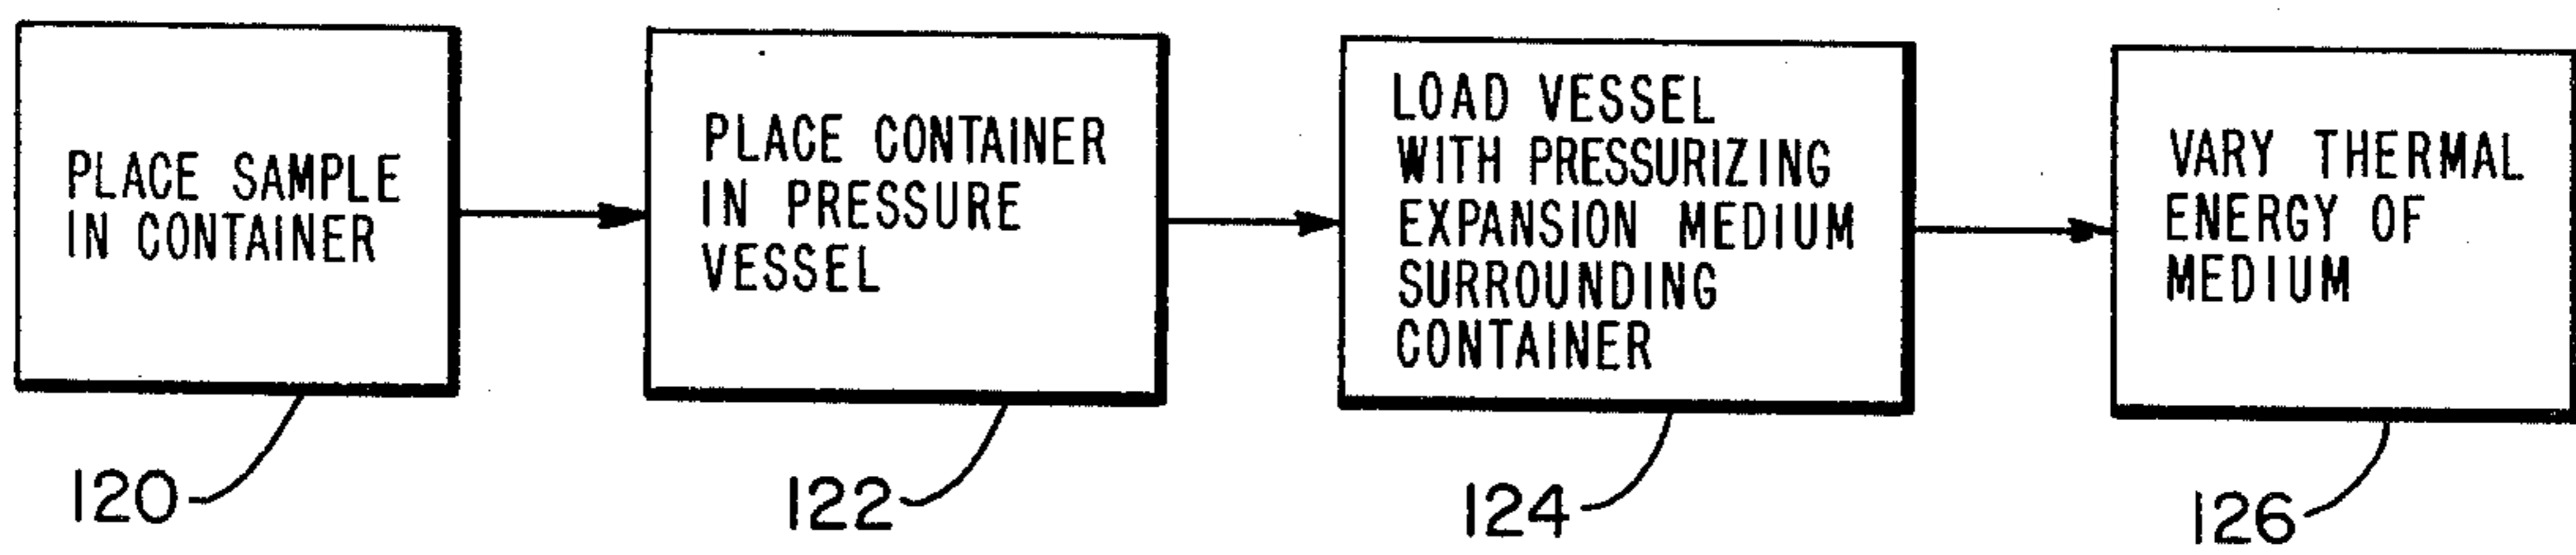 PLACE SAMPLE
IN CONTAINER
PLACE CONTAINER
IN PRESSURE
VESSEL
LOAD VESSEL
WITH PRESSURIZING
EXPANSION MEDIUM
SURROUNDING
CONTAINER
VARY THERMAL
ENERGY OF
MEDIUM
120
122
124
126